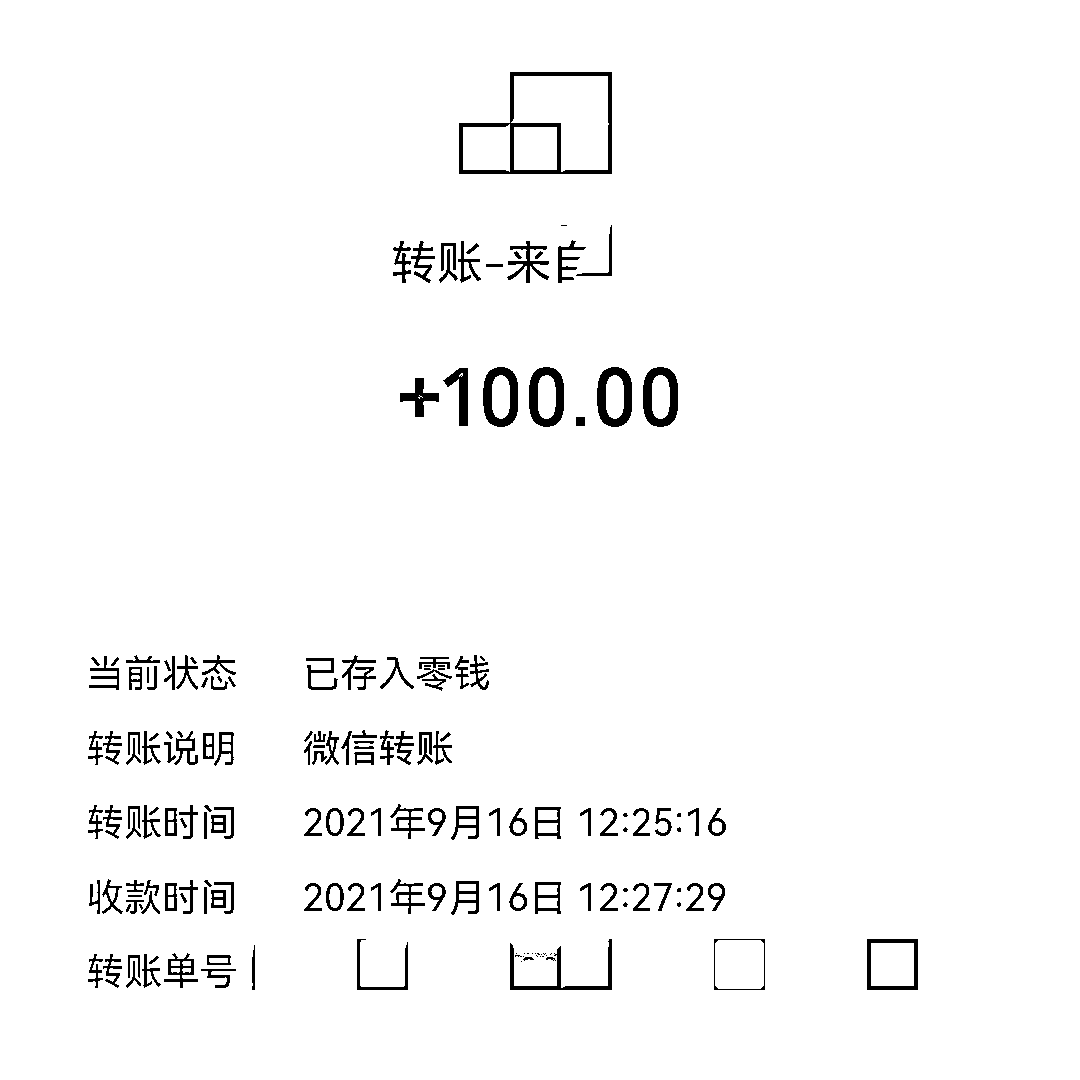 转账-来自
+100.00
当前状态 已存入零钱
转账说明 微信转账
转账时间 2021年9月16日 12:25:16
收款时间 2021年9月16日 12:27:29
转账单号